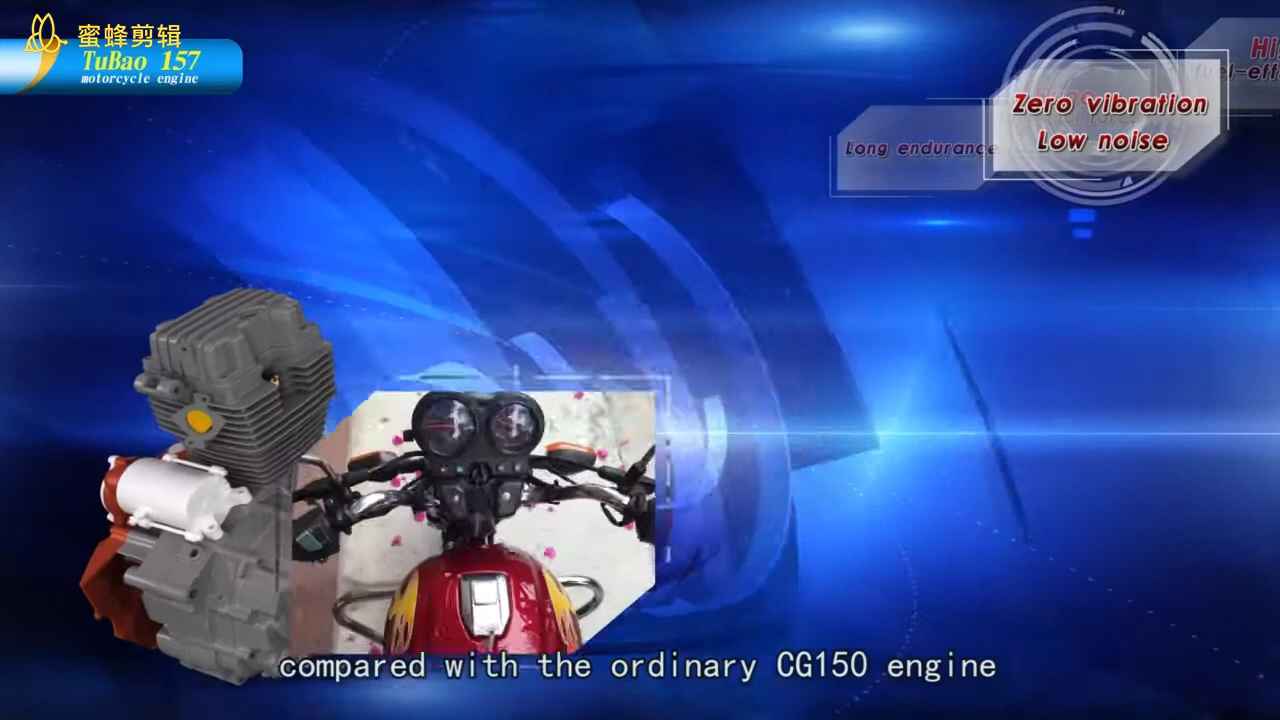 蜜蜂剪辑
TuBao 157
motorcycle engine
Zero vibration
Low noise
Long endurance
compared with the ordinary CG150 engine